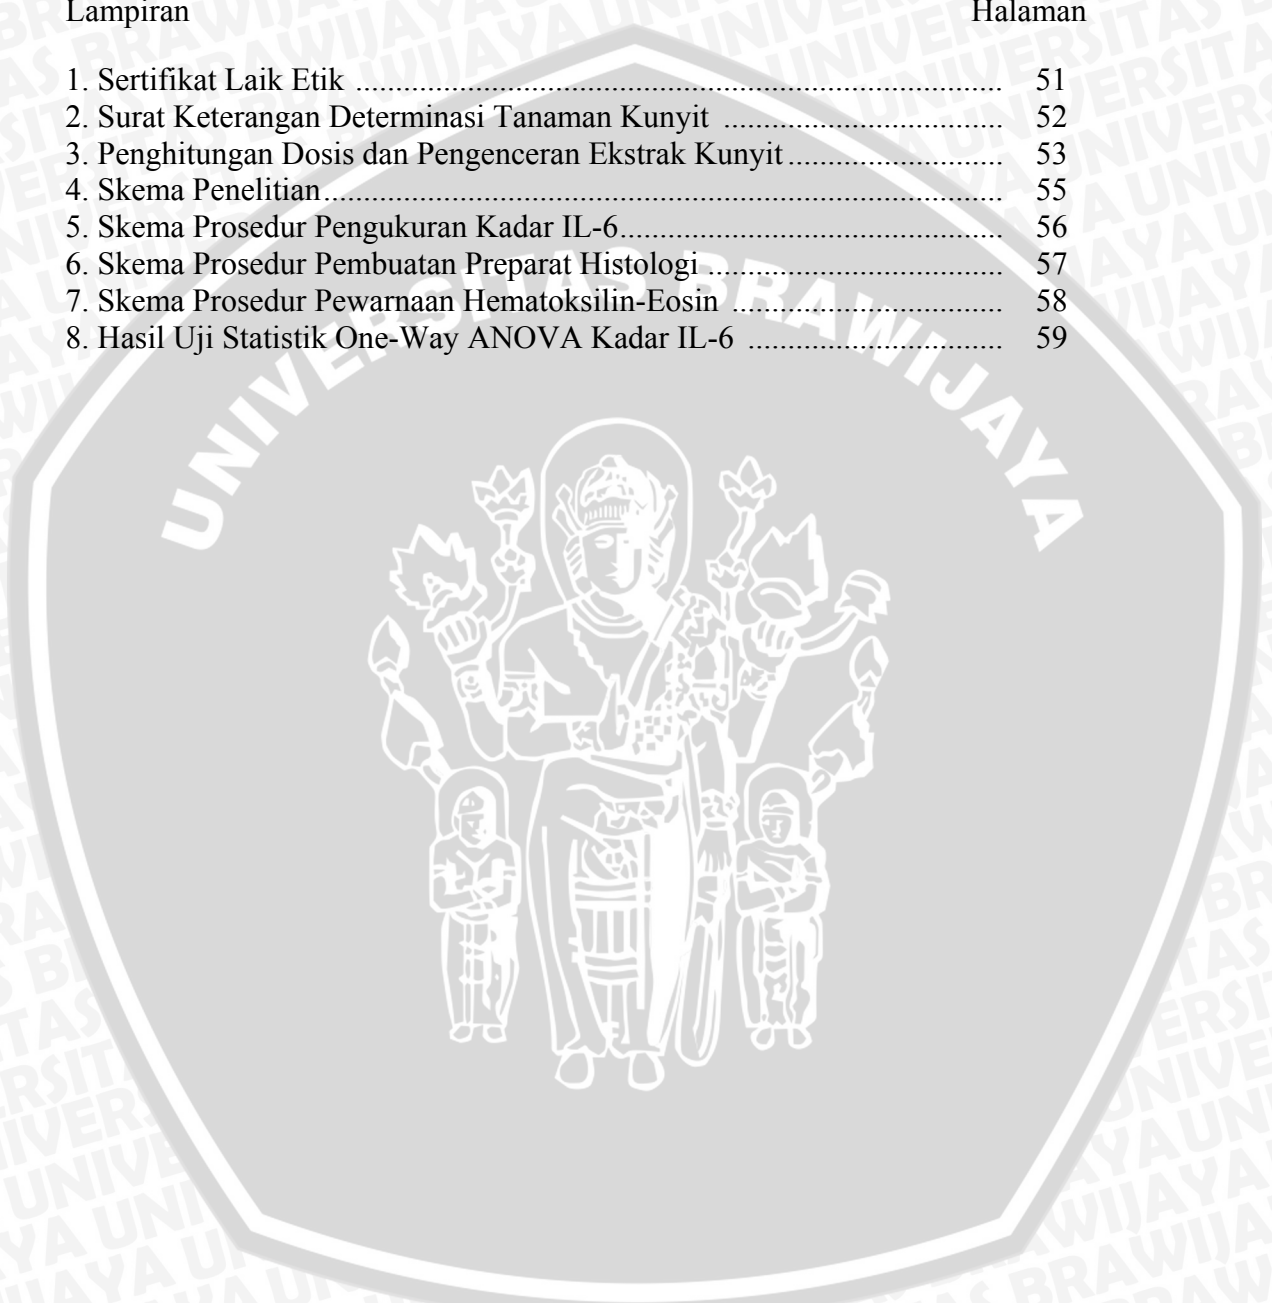 Lampiran Halaman
1. Sertifikat Laik Etik ................................................................................. 51
2. Surat Keterangan Determinasi Tanaman Kunyit ................................... 52
3. Penghitungan Dosis dan Pengenceran Ekstrak Kunyit........................... 53
4. Skema Penelitian..................................................................................... 55
5. Skema Prosedur Pengukuran Kadar IL-6................................................ 56
6. Skema Prosedur Pembuatan Preparat Histologi ..................................... 57
7. Skema Prosedur Pewarnaan Hematoksilin-Eosin .................................. 58
8. Hasil Uji Statistik One-Way ANOVA Kadar IL-6 ................................ 59
UNIVERSITAS BRAWIJAYA